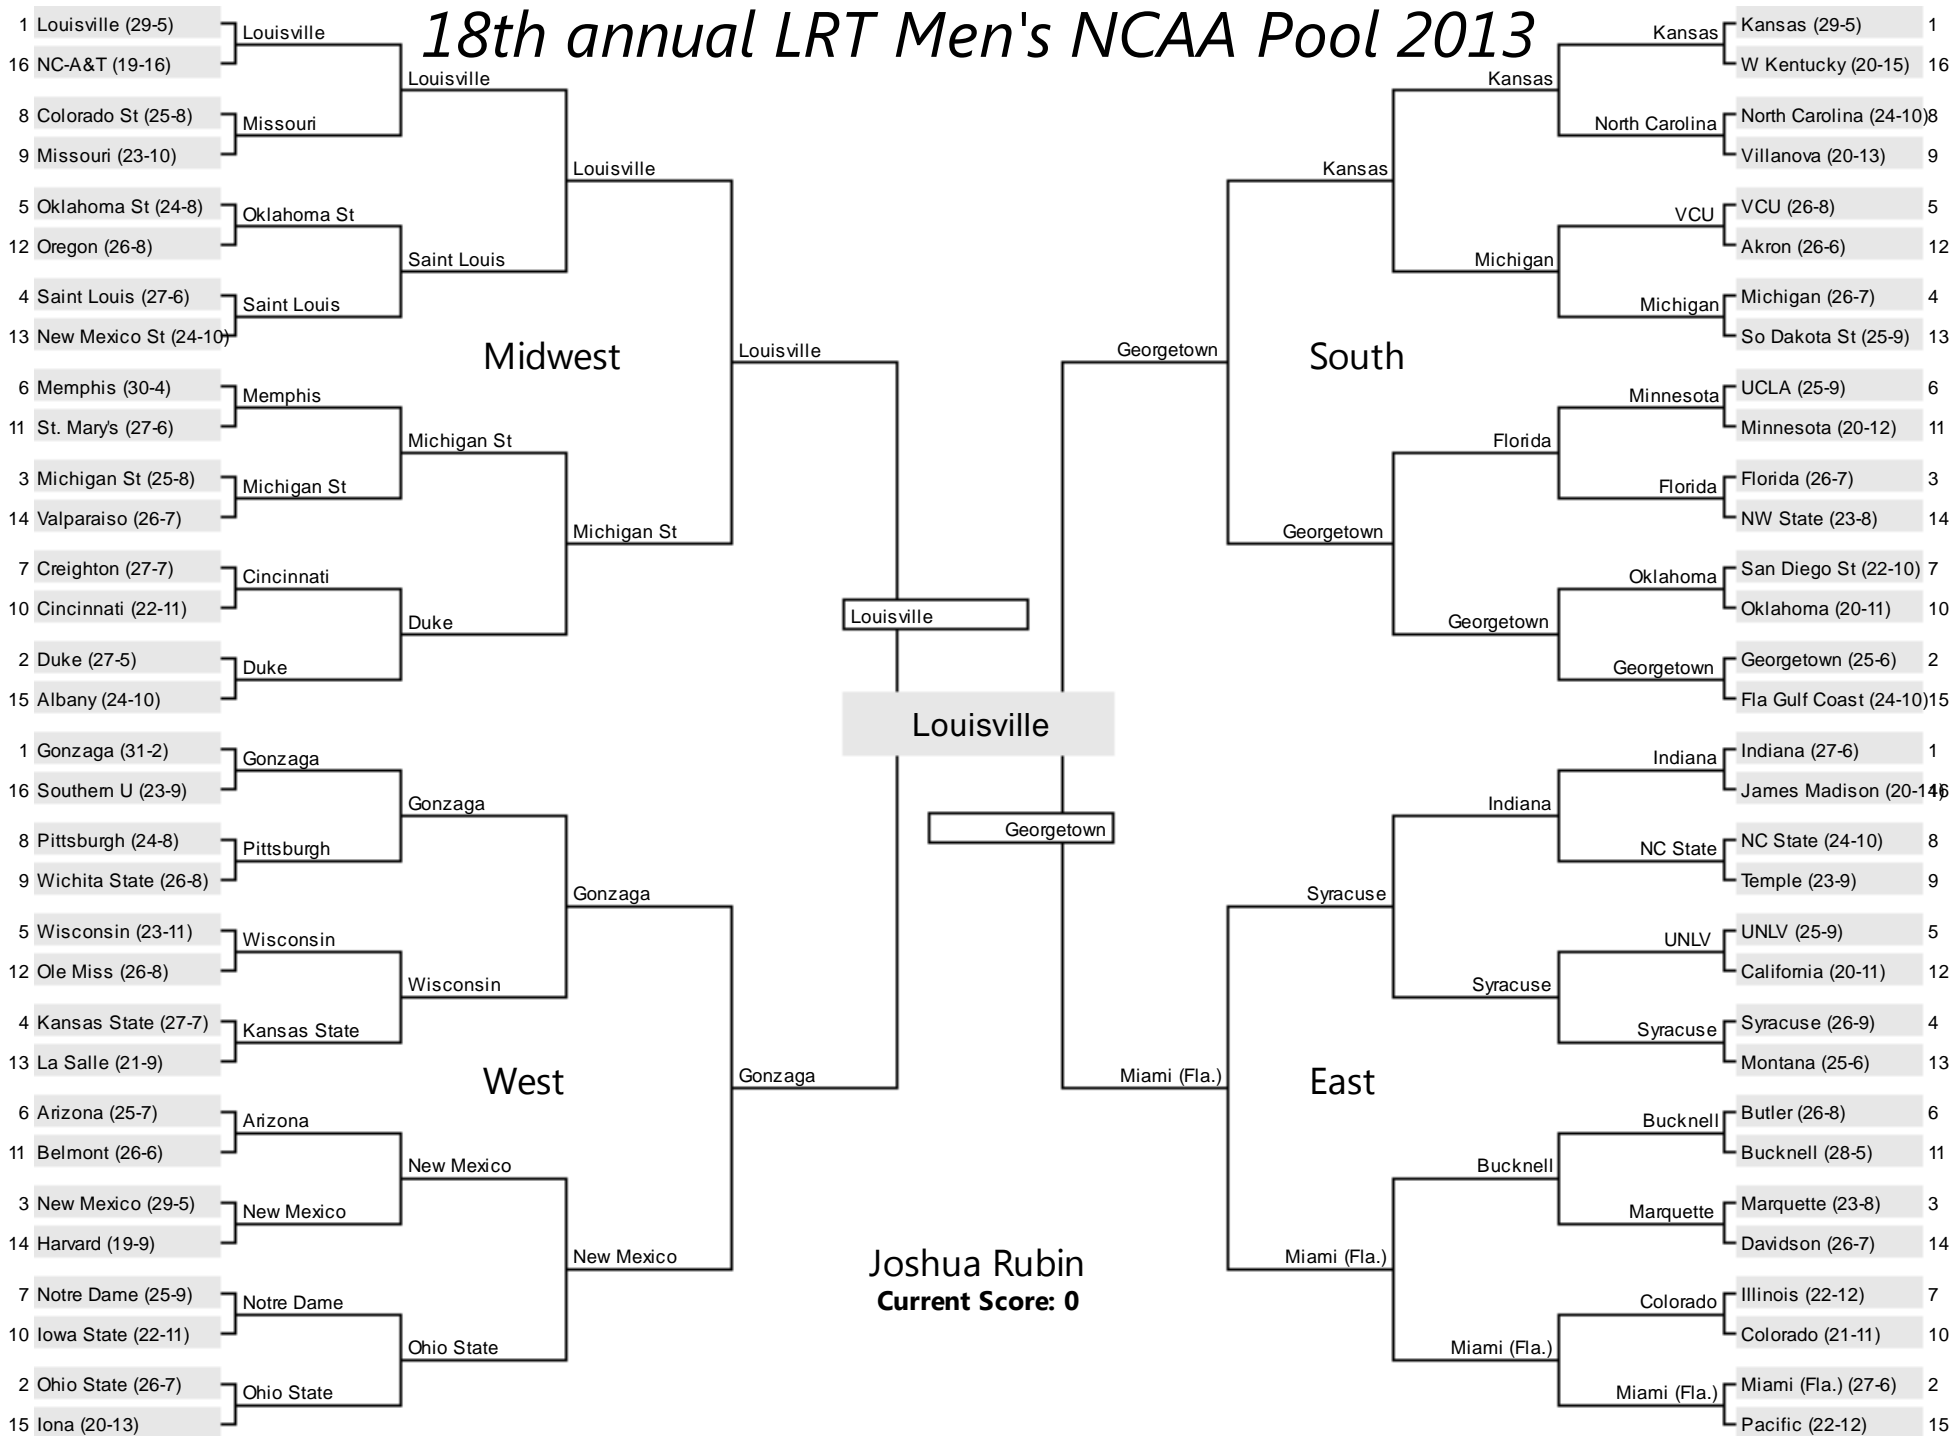 18th annual LRT Men's NCAA Pool 2013
1 Louisville (29-5)
16 NC-A&T (19-16)
8 Colorado St (25-8)
9 Missouri (23-10)
5 Oklahoma St (24-8)
12 Oregon (26-8)
4 Saint Louis (27-6)
13 New Mexico St (24-10)
6 Memphis (30-4)
11 St. Mary's (27-6)
3 Michigan St (25-8)
14 Valparaiso (26-7)
7 Creighton (27-7)
10 Cincinnati (22-11)
2 Duke (27-5)
15 Albany (24-10)
Louisville
Missouri
Oklahoma St
Saint Louis
Memphis
Michigan St
Cincinnati
Duke
Louisville
Saint Louis
Michigan St
Duke
Louisville
Michigan St
Louisville
Midwest
1 Gonzaga (31-2)
16 Southern U (23-9)
8 Pittsburgh (24-8)
9 Wichita State (26-8)
5 Wisconsin (23-11)
12 Ole Miss (26-8)
4 Kansas State (27-7)
13 La Salle (21-9)
6 Arizona (25-7)
11 Belmont (26-6)
3 New Mexico (29-5)
14 Harvard (19-9)
7 Notre Dame (25-9)
10 Iowa State (22-11)
2 Ohio State (26-7)
15 Iona (20-13)
Gonzaga
Pittsburgh
Wisconsin
Kansas State
Arizona
New Mexico
Notre Dame
Ohio State
Gonzaga
Wisconsin
New Mexico
Ohio State
Gonzaga
New Mexico
Gonzaga
West
Louisville
Louisville
Georgetown
Joshua Rubin
Current Score: 0
Kansas (29-5) 1
W Kentucky (20-15) 16
North Carolina (24-10) 8
Villanova (20-13) 9
VCU (26-8) 5
Akron (26-6) 12
Michigan (26-7) 4
So Dakota St (25-9) 13
UCLA (25-9) 6
Minnesota (20-12) 11
Florida (26-7) 3
NW State (23-8) 14
San Diego St (22-10) 7
Oklahoma (20-11) 10
Georgetown (25-6) 2
Fla Gulf Coast (24-10) 15
Kansas
North Carolina
VCU
Michigan
Minnesota
Florida
Oklahoma
Georgetown
Kansas
Michigan
Florida
Georgetown
Kansas
Georgetown
Georgetown
South
Indiana (27-6) 1
James Madison (20-14) 16
NC State (24-10) 8
Temple (23-9) 9
UNLV (25-9) 5
California (20-11) 12
Syracuse (26-9) 4
Montana (25-6) 13
Butler (26-8) 6
Bucknell (28-5) 11
Marquette (23-8) 3
Davidson (26-7) 14
Illinois (22-12) 7
Colorado (21-11) 10
Miami (Fla.) (27-6) 2
Pacific (22-12) 15
Indiana
NC State
UNLV
Syracuse
Bucknell
Marquette
Colorado
Miami (Fla.)
Indiana
Syracuse
Bucknell
Miami (Fla.)
Syracuse
Miami (Fla.)
Miami (Fla.)
East